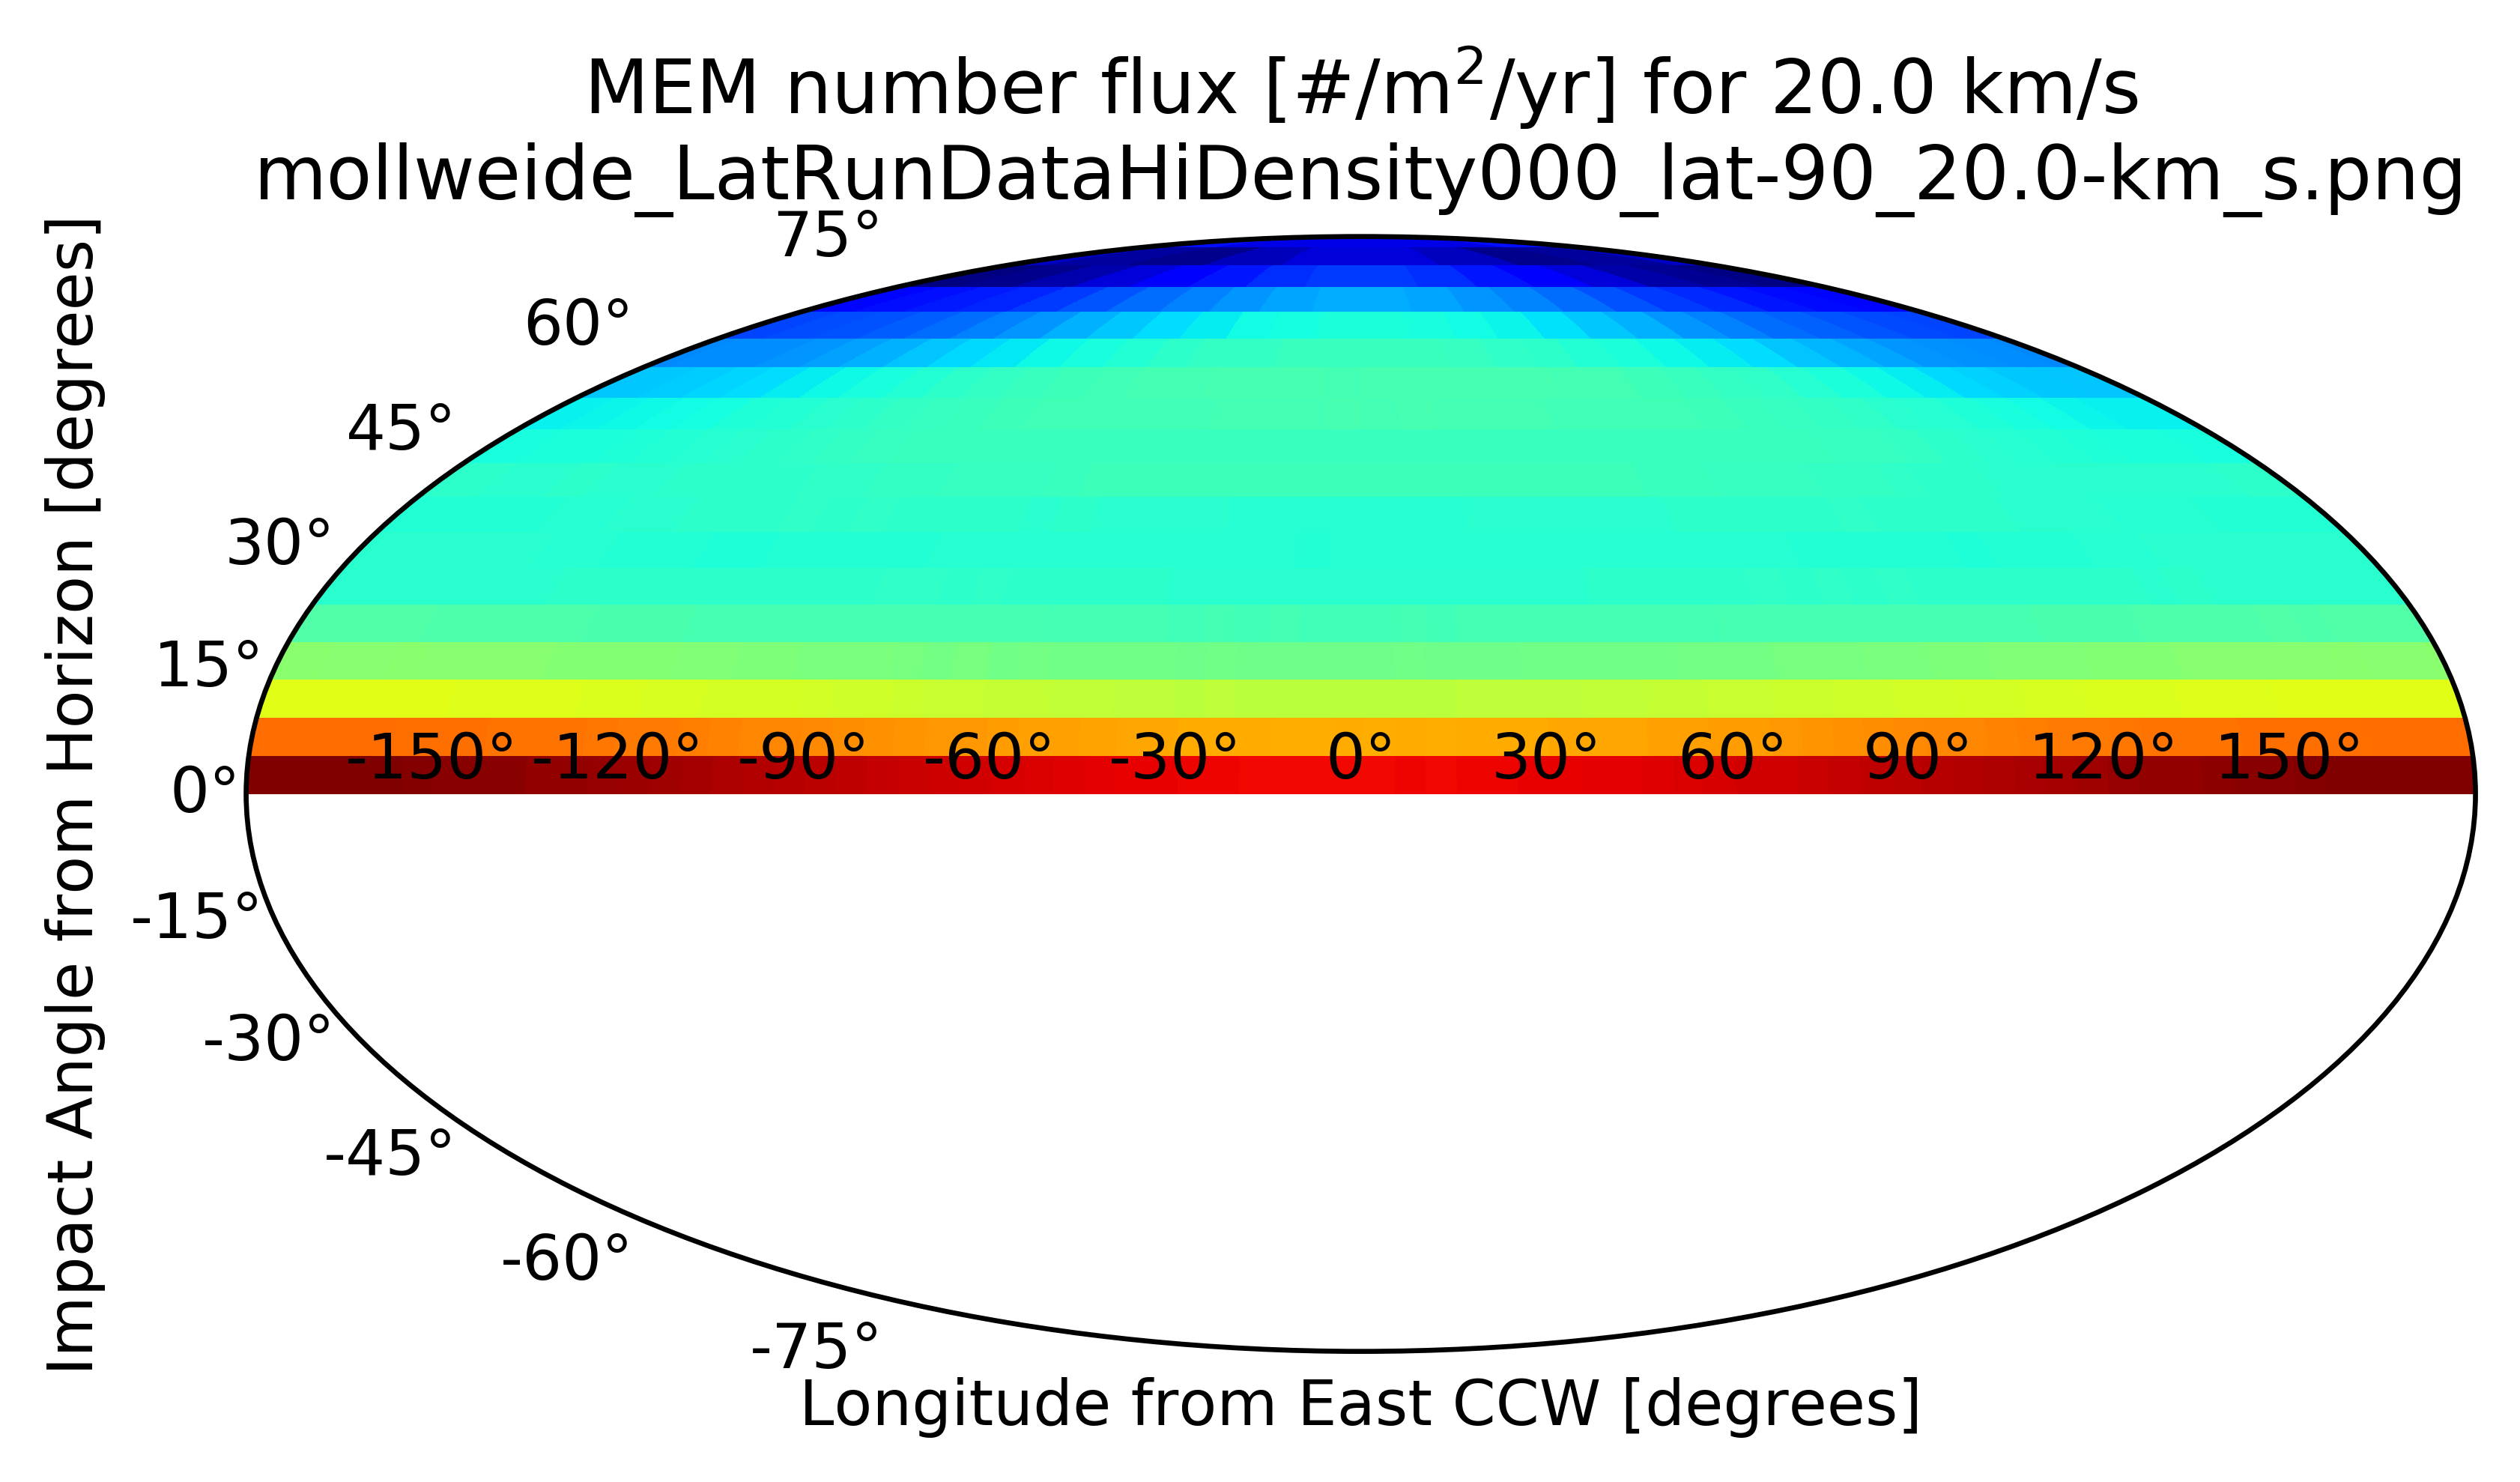 MEM number flux [#/m²/yr] for 20.0 km/s
mollweide_LatRunDataHiDensity000_lat-90_20.0-km_s.png
Impact Angle from Horizon [degrees]
75°
60°
45°
30°
15°
0°
-150° -120° -90° -60° -30° 0° 30° 60° 90° 120° 150°
-15°
-30°
-45°
-60°
-75°
Longitude from East CCW [degrees]